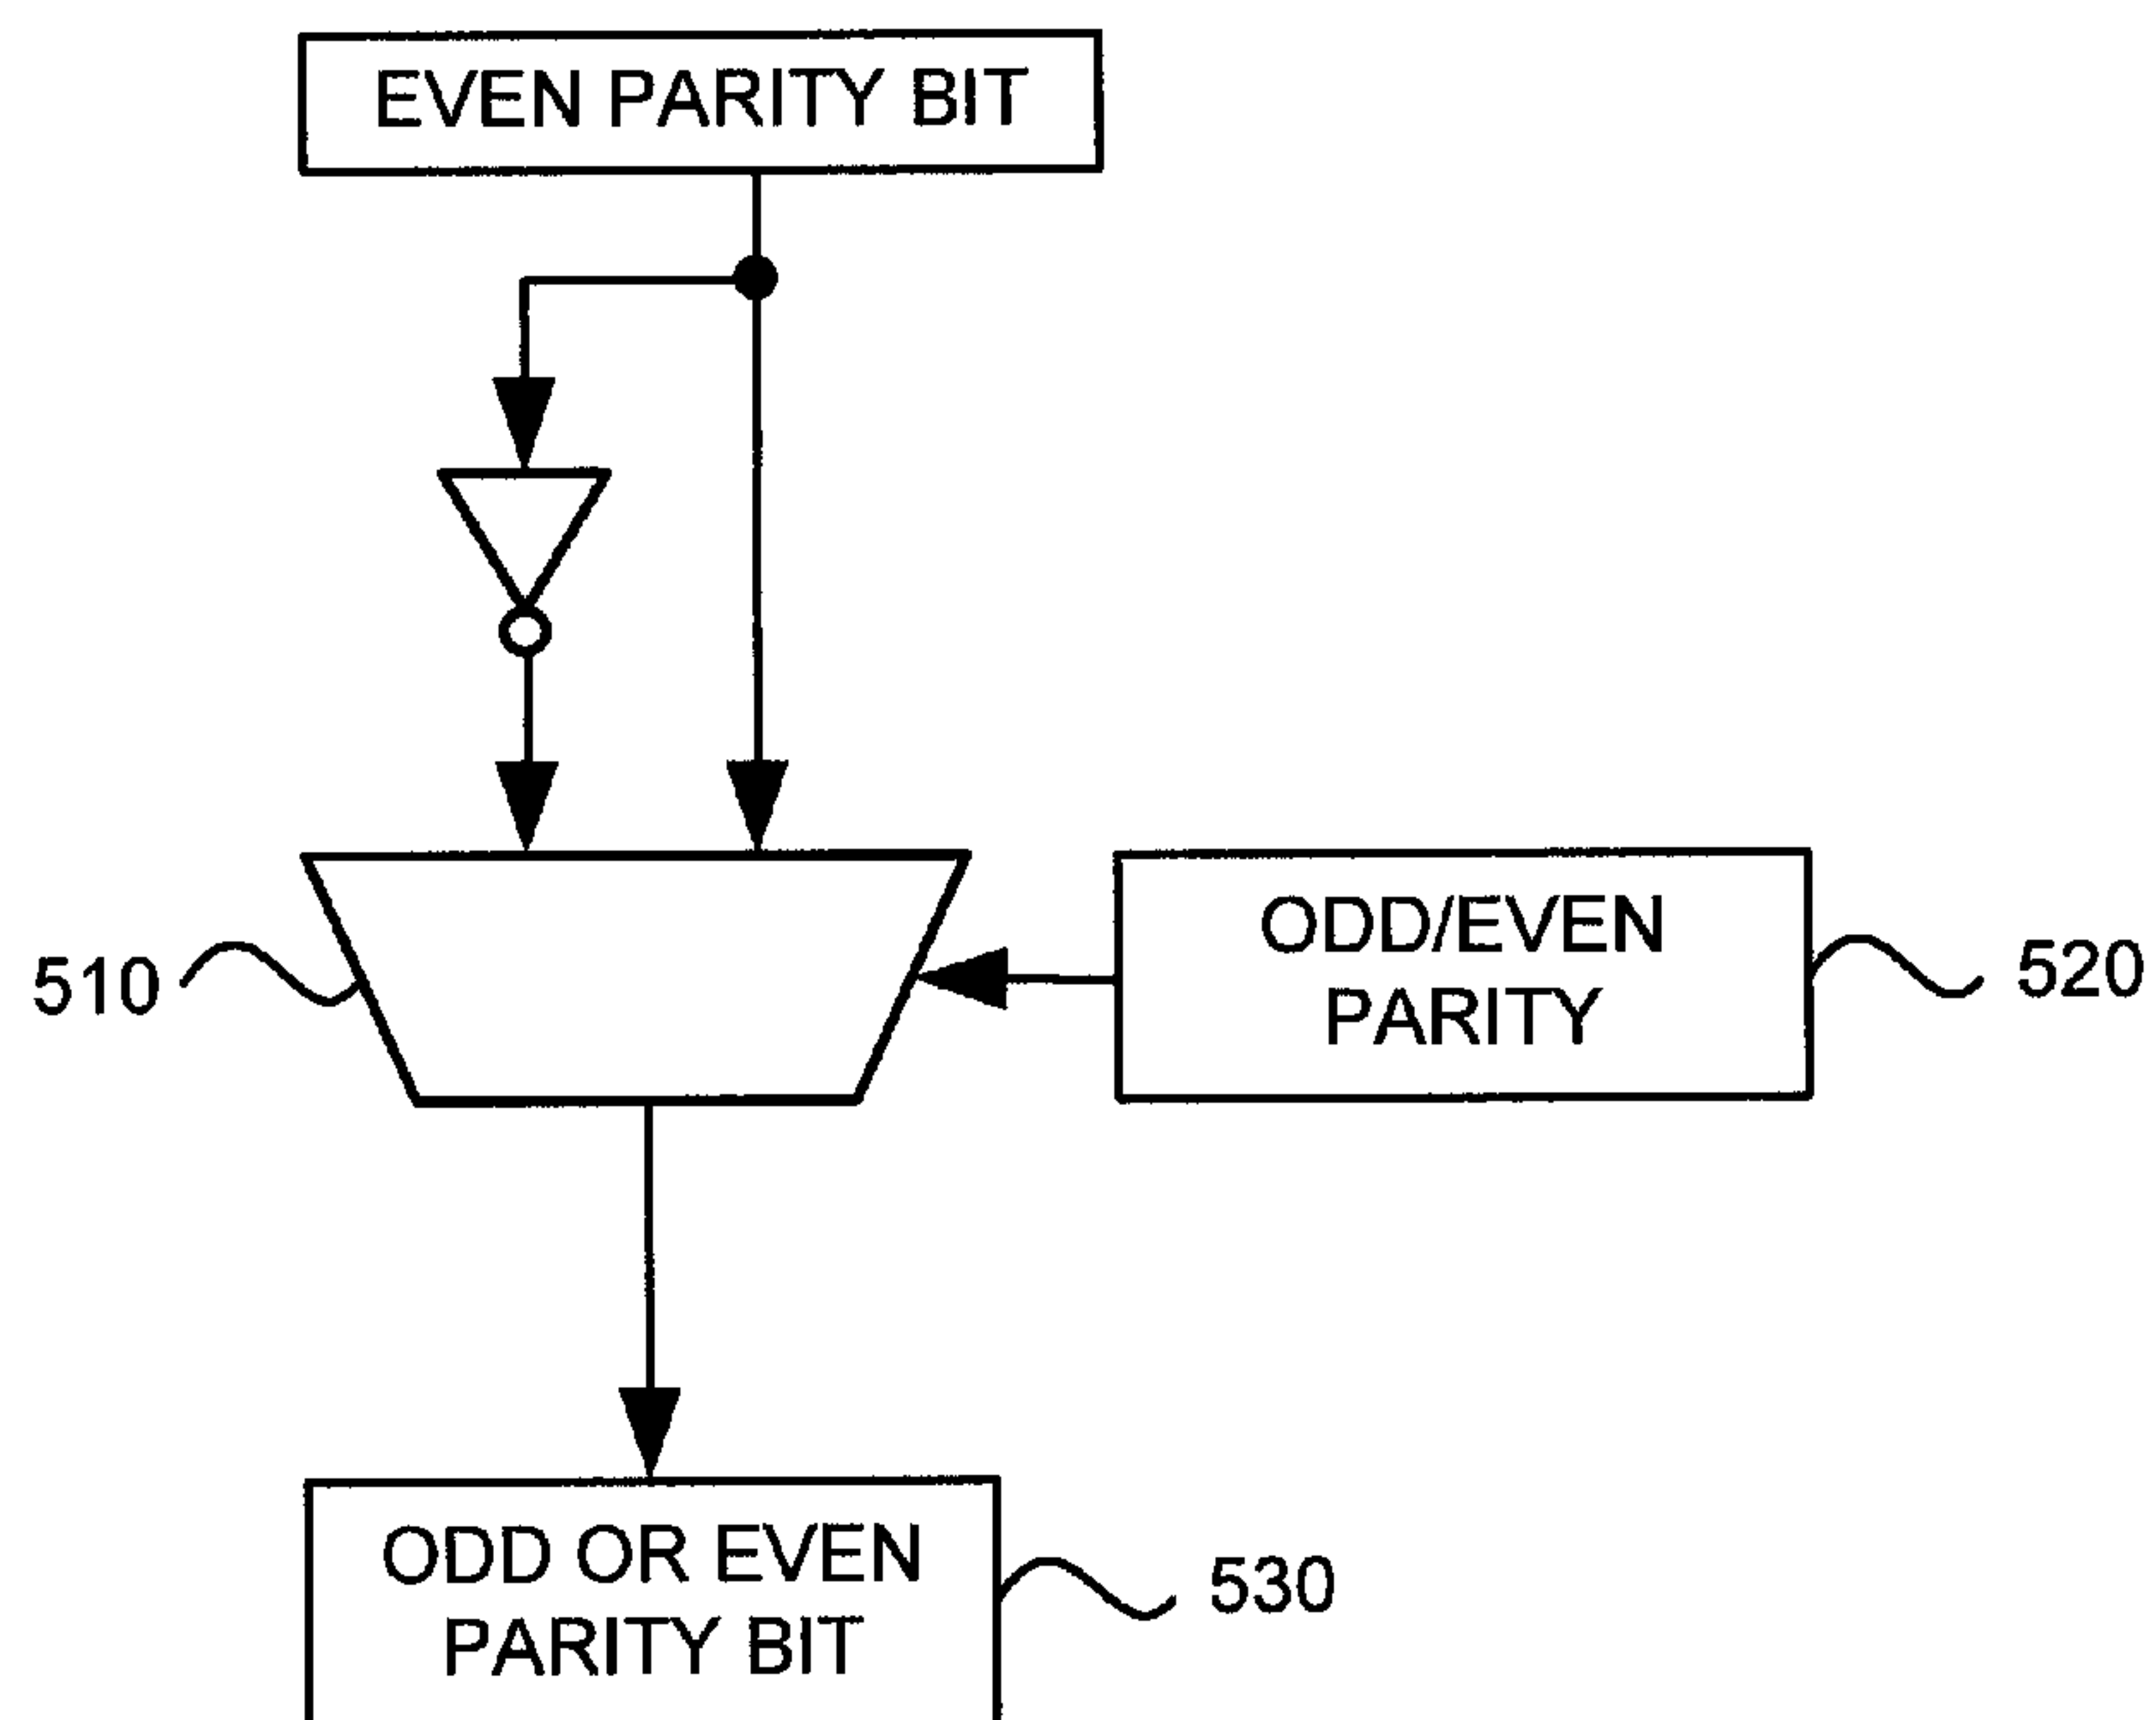 EVEN PARITY BIT
510
ODD/EVEN
PARITY
520
ODD OR EVEN
PARITY BIT
530